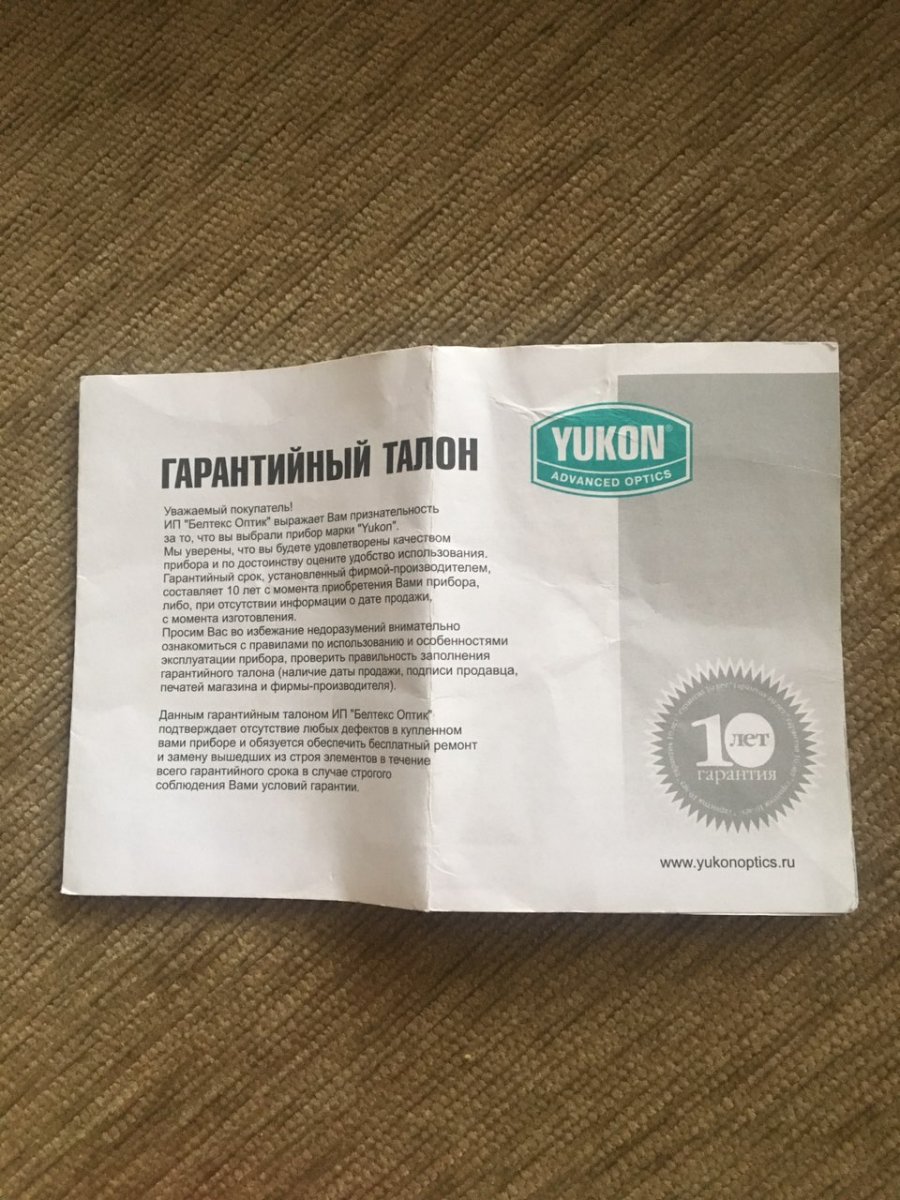 ГАРАНТИЙНЫЙ ТАЛОН
Уважаемый покупатель!
ИП "Белтекс Оптик" выражает Вам признательность
за то, что вы выбрали прибор марки "Yukon".
Мы уверены, что вы будете удовлетворены качеством
прибора и по достоинству оцените удобство использования.
Гарантийный срок, установленный фирмой-производителем,
составляет 10 лет с момента приобретения Вами прибора,
либо, при отсутствии информации о дате продажи,
с момента изготовления.
Просим Вас во избежание недоразумений внимательно
ознакомиться с правилами по использованию и особенностями
эксплуатации прибора, проверить правильность заполнения
гарантийного талона (наличие даты продажи, подписи продавца,
печатей магазина и фирмы-производителя).
Данным гарантийным талоном ИП "Белтекс Оптик"
подтверждает отсутствие любых дефектов в купленном
вами приборе и обязуется обеспечить бесплатный ремонт
и замену вышедших из строя элементов в течение
всего гарантийного срока в случае строгого
соблюдения Вами условий гарантии.
YUKON®
ADVANCED OPTICS
10 лет
гарантия
www.yukonoptics.ru